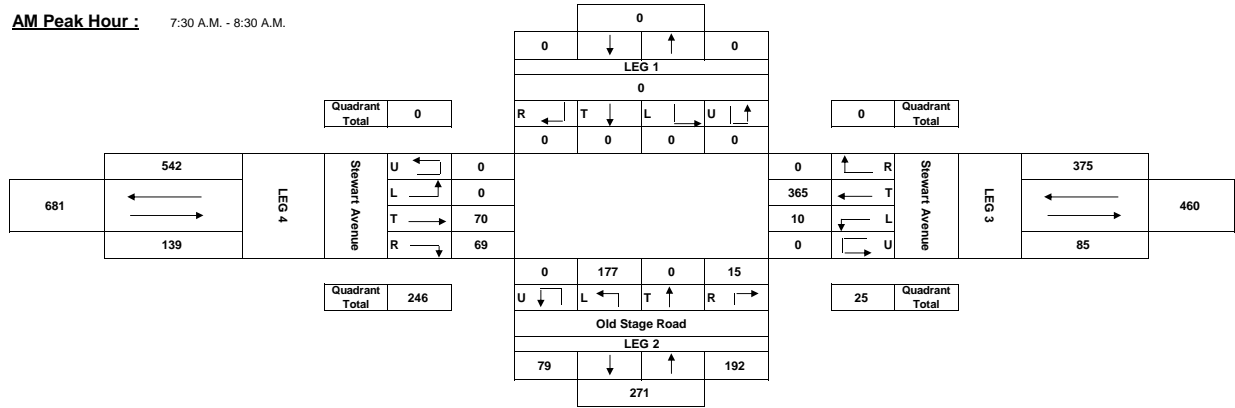 AM Peak Hour : 7:30 A.M. - 8:30 A.M.
0
0 0
LEG 1
0
R T L U
0 0 0 0
Quadrant Total 0
0 Quadrant Total
542
681
139
LEG 4
Stewart Avenue
U 0
L 0
T 70
R 69
0 R
365 T
10 L
0 U
Stewart Avenue
LEG 3
375
460
85
Quadrant Total 246
25 Quadrant Total
0 177 0 15
U L T R
Old Stage Road
LEG 2
79 192
271